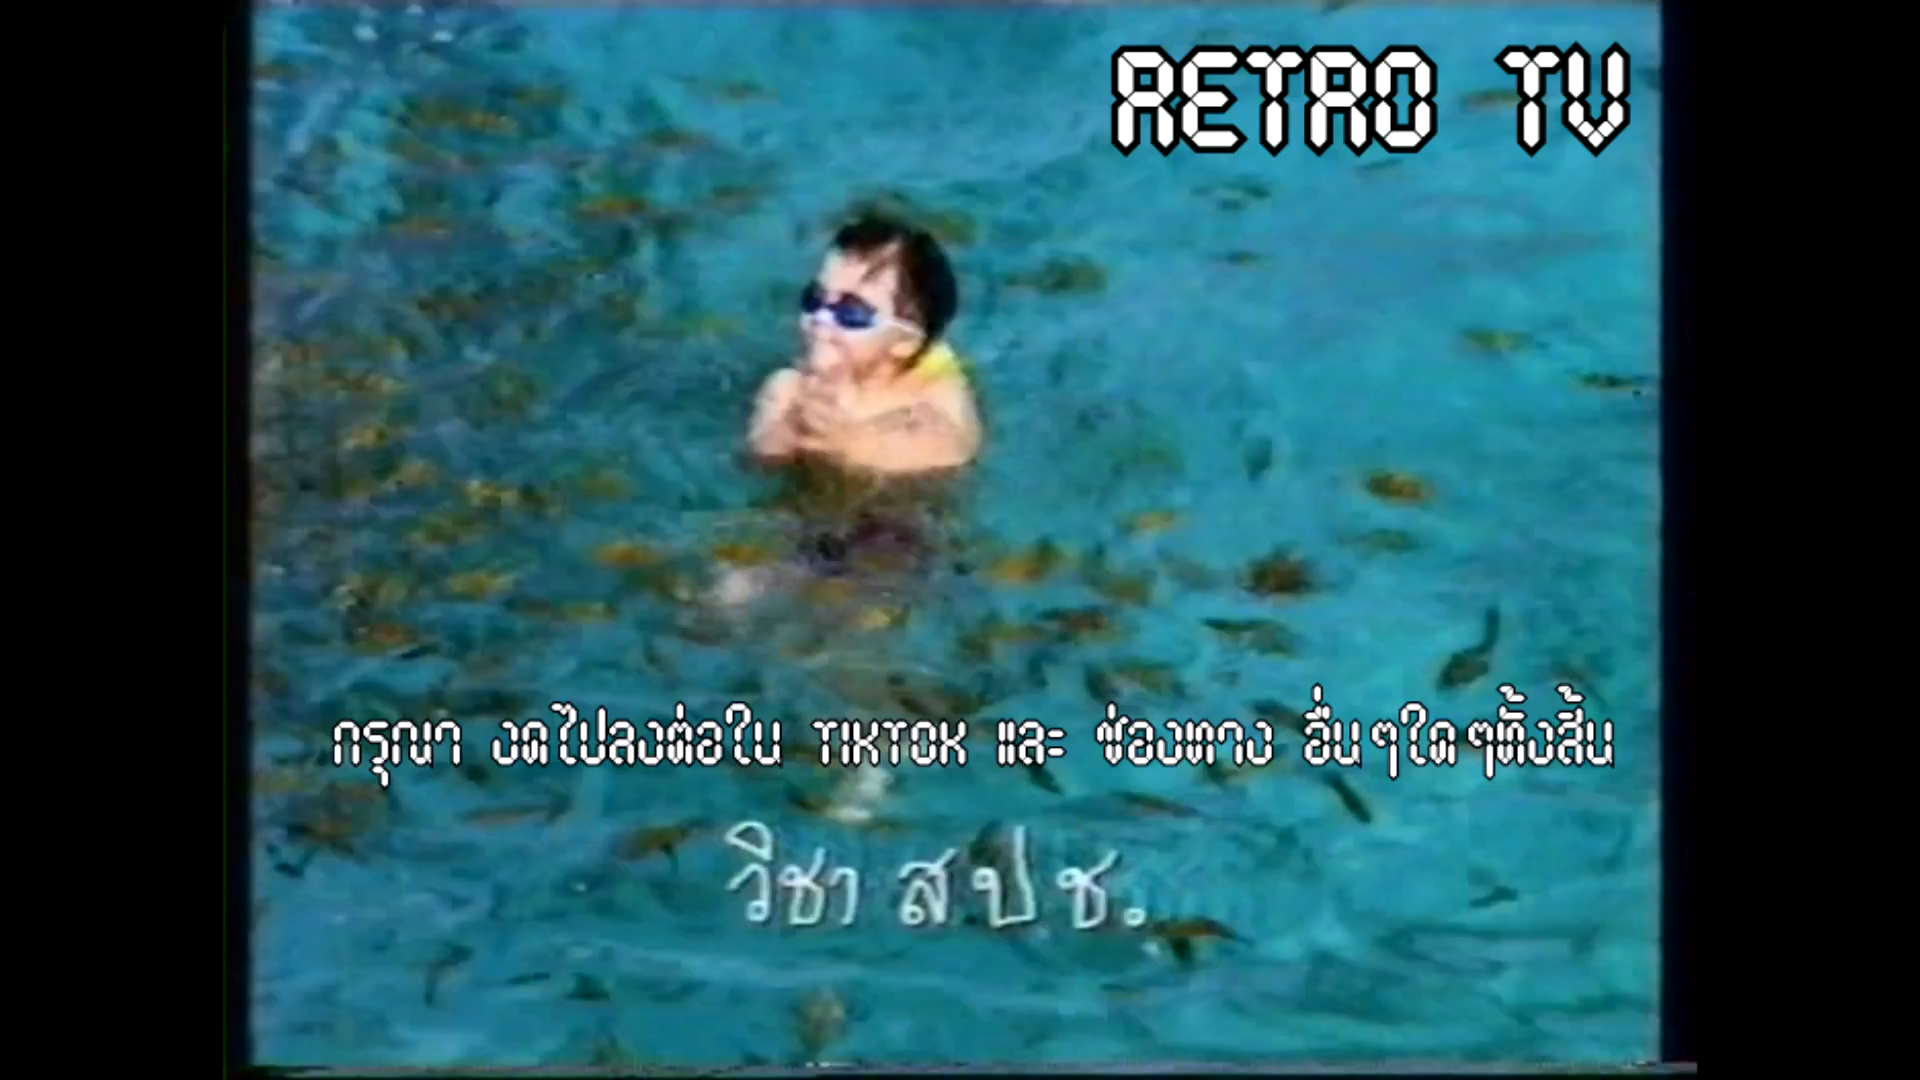 RETRO TV
กรุณา งดไปลงต่อใน TIKTOK และ ช่องทาง อื่นๆใดๆทั้งสิ้น
วิชา ส ป ช.